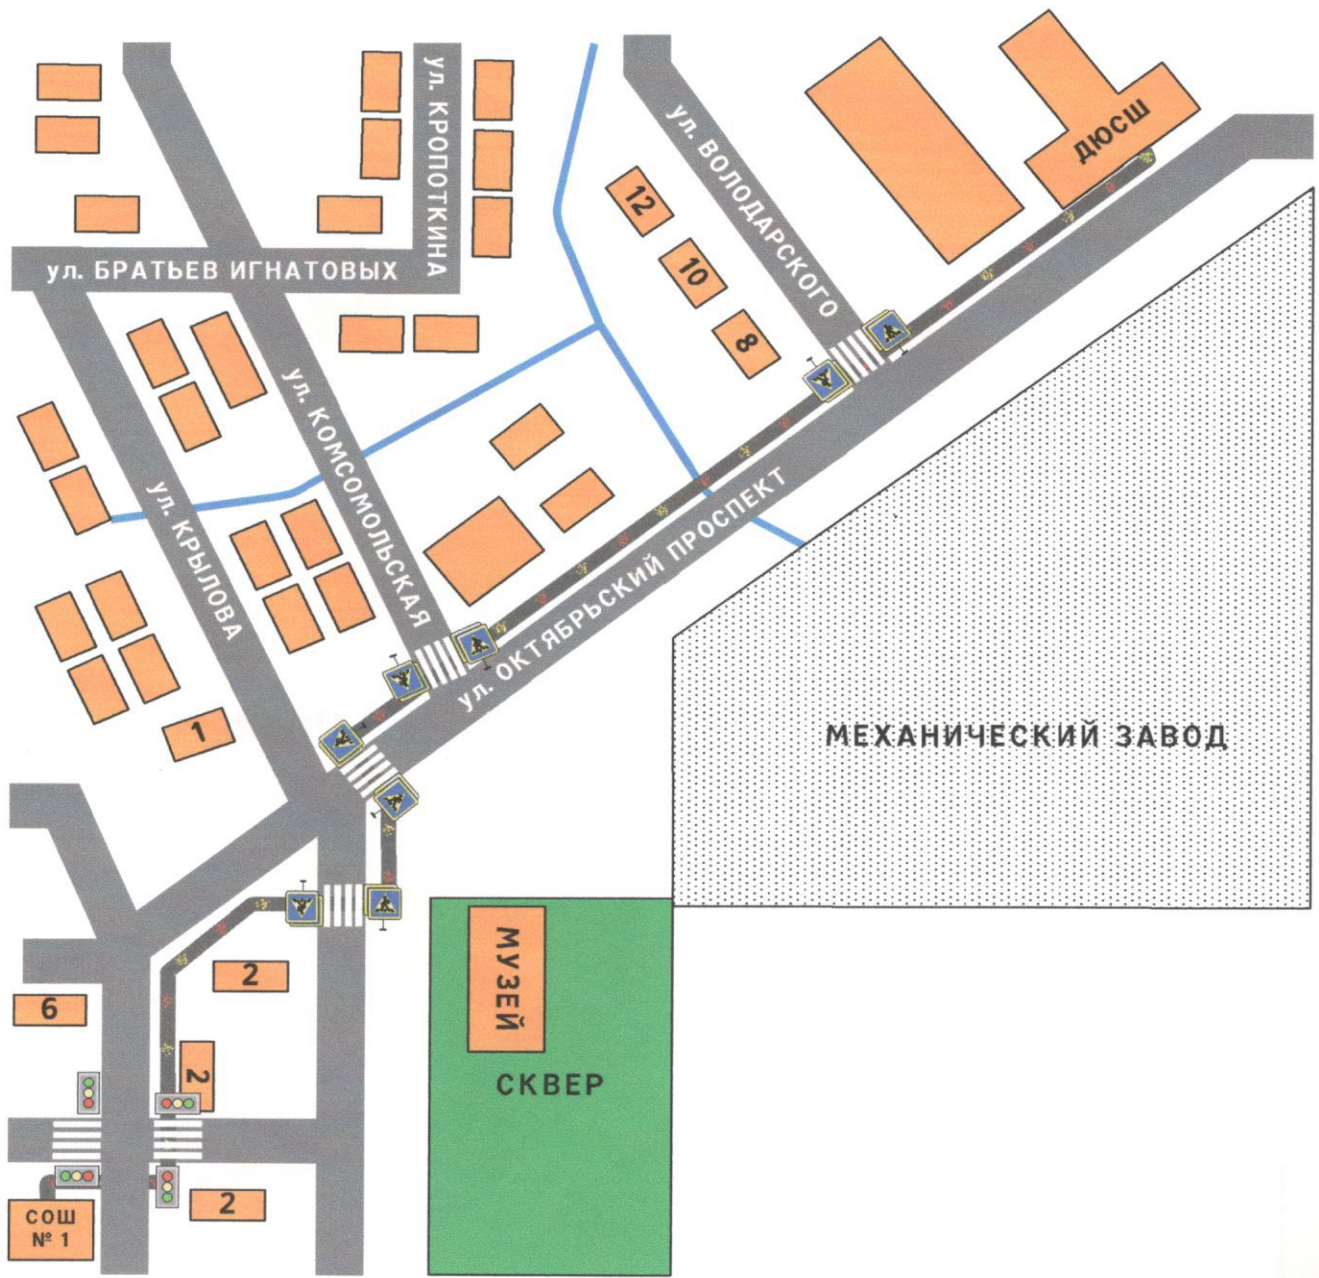 ул. КРОПОТКИНА
ул. ВОЛОДАРСКОГО
ДЮСШ
12
10
8
ул. БРАТЬЕВ ИГНАТОВЫХ
ул. КОМСОМОЛЬСКАЯ
ул. КРЫЛОВА
ул. ОКТЯБРЬСКИЙ ПРОСПЕКТ
1
МЕХАНИЧЕСКИЙ ЗАВОД
МУЗЕЙ
СКВЕР
2
6
2
2
СОШ
№ 1